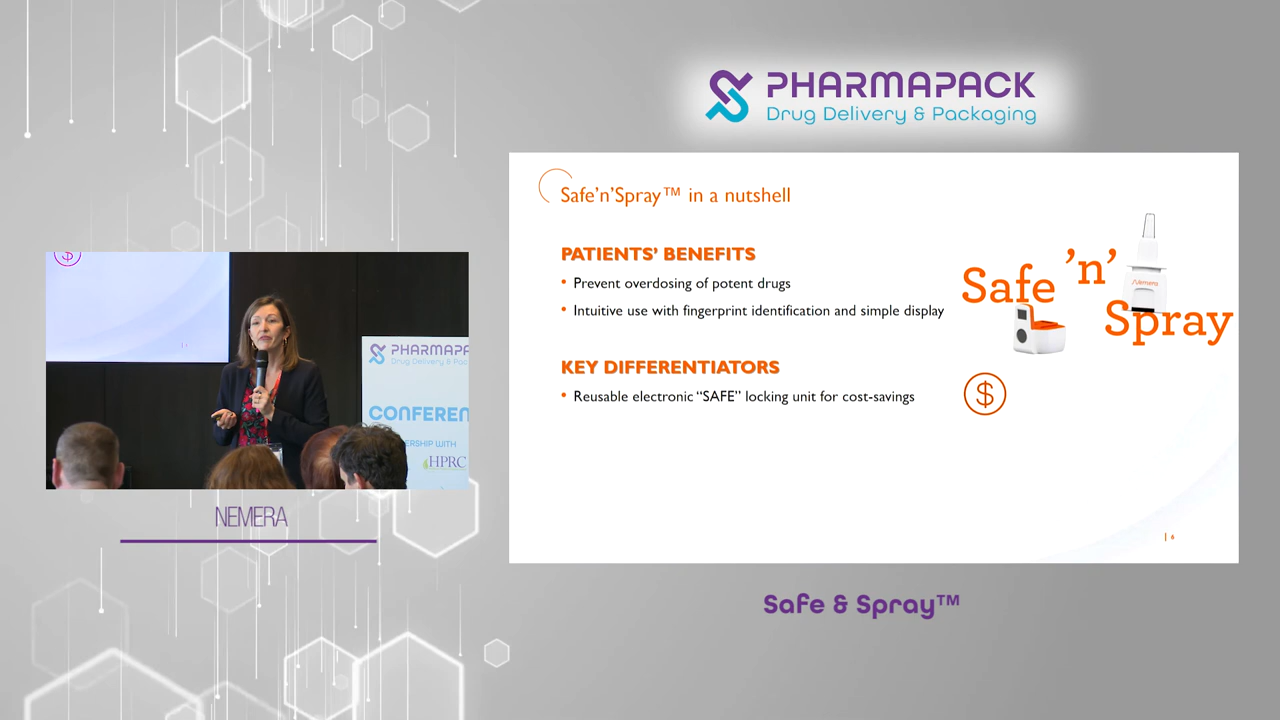 PHARMAPACK
Drug Delivery & Packaging
Safe’n’Spray™ in a nutshell
PATIENTS’ BENEFITS
• Prevent overdosing of potent drugs
• Intuitive use with fingerprint identification and simple display
KEY DIFFERENTIATORS
• Reusable electronic “SAFE” locking unit for cost-savings
Safe ’n’ Spray
Nemera
$
| 6
$
PHARMAPA
Drug Delivery & Pac
CONFEREN
ERSHIP WITH
HPRC
NEMERA
Safe & Spray™